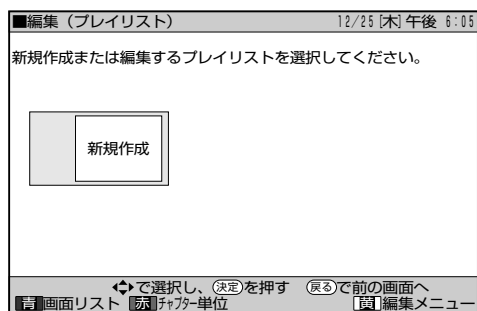 ■編集（プレイリスト） 12/25[木]午後 6:05
新規作成または編集するプレイリストを選択してください。
新規作成
で選択し、決定を押す 戻るで前の画面へ
青画面リスト 赤チャプター単位 黄編集メニュー